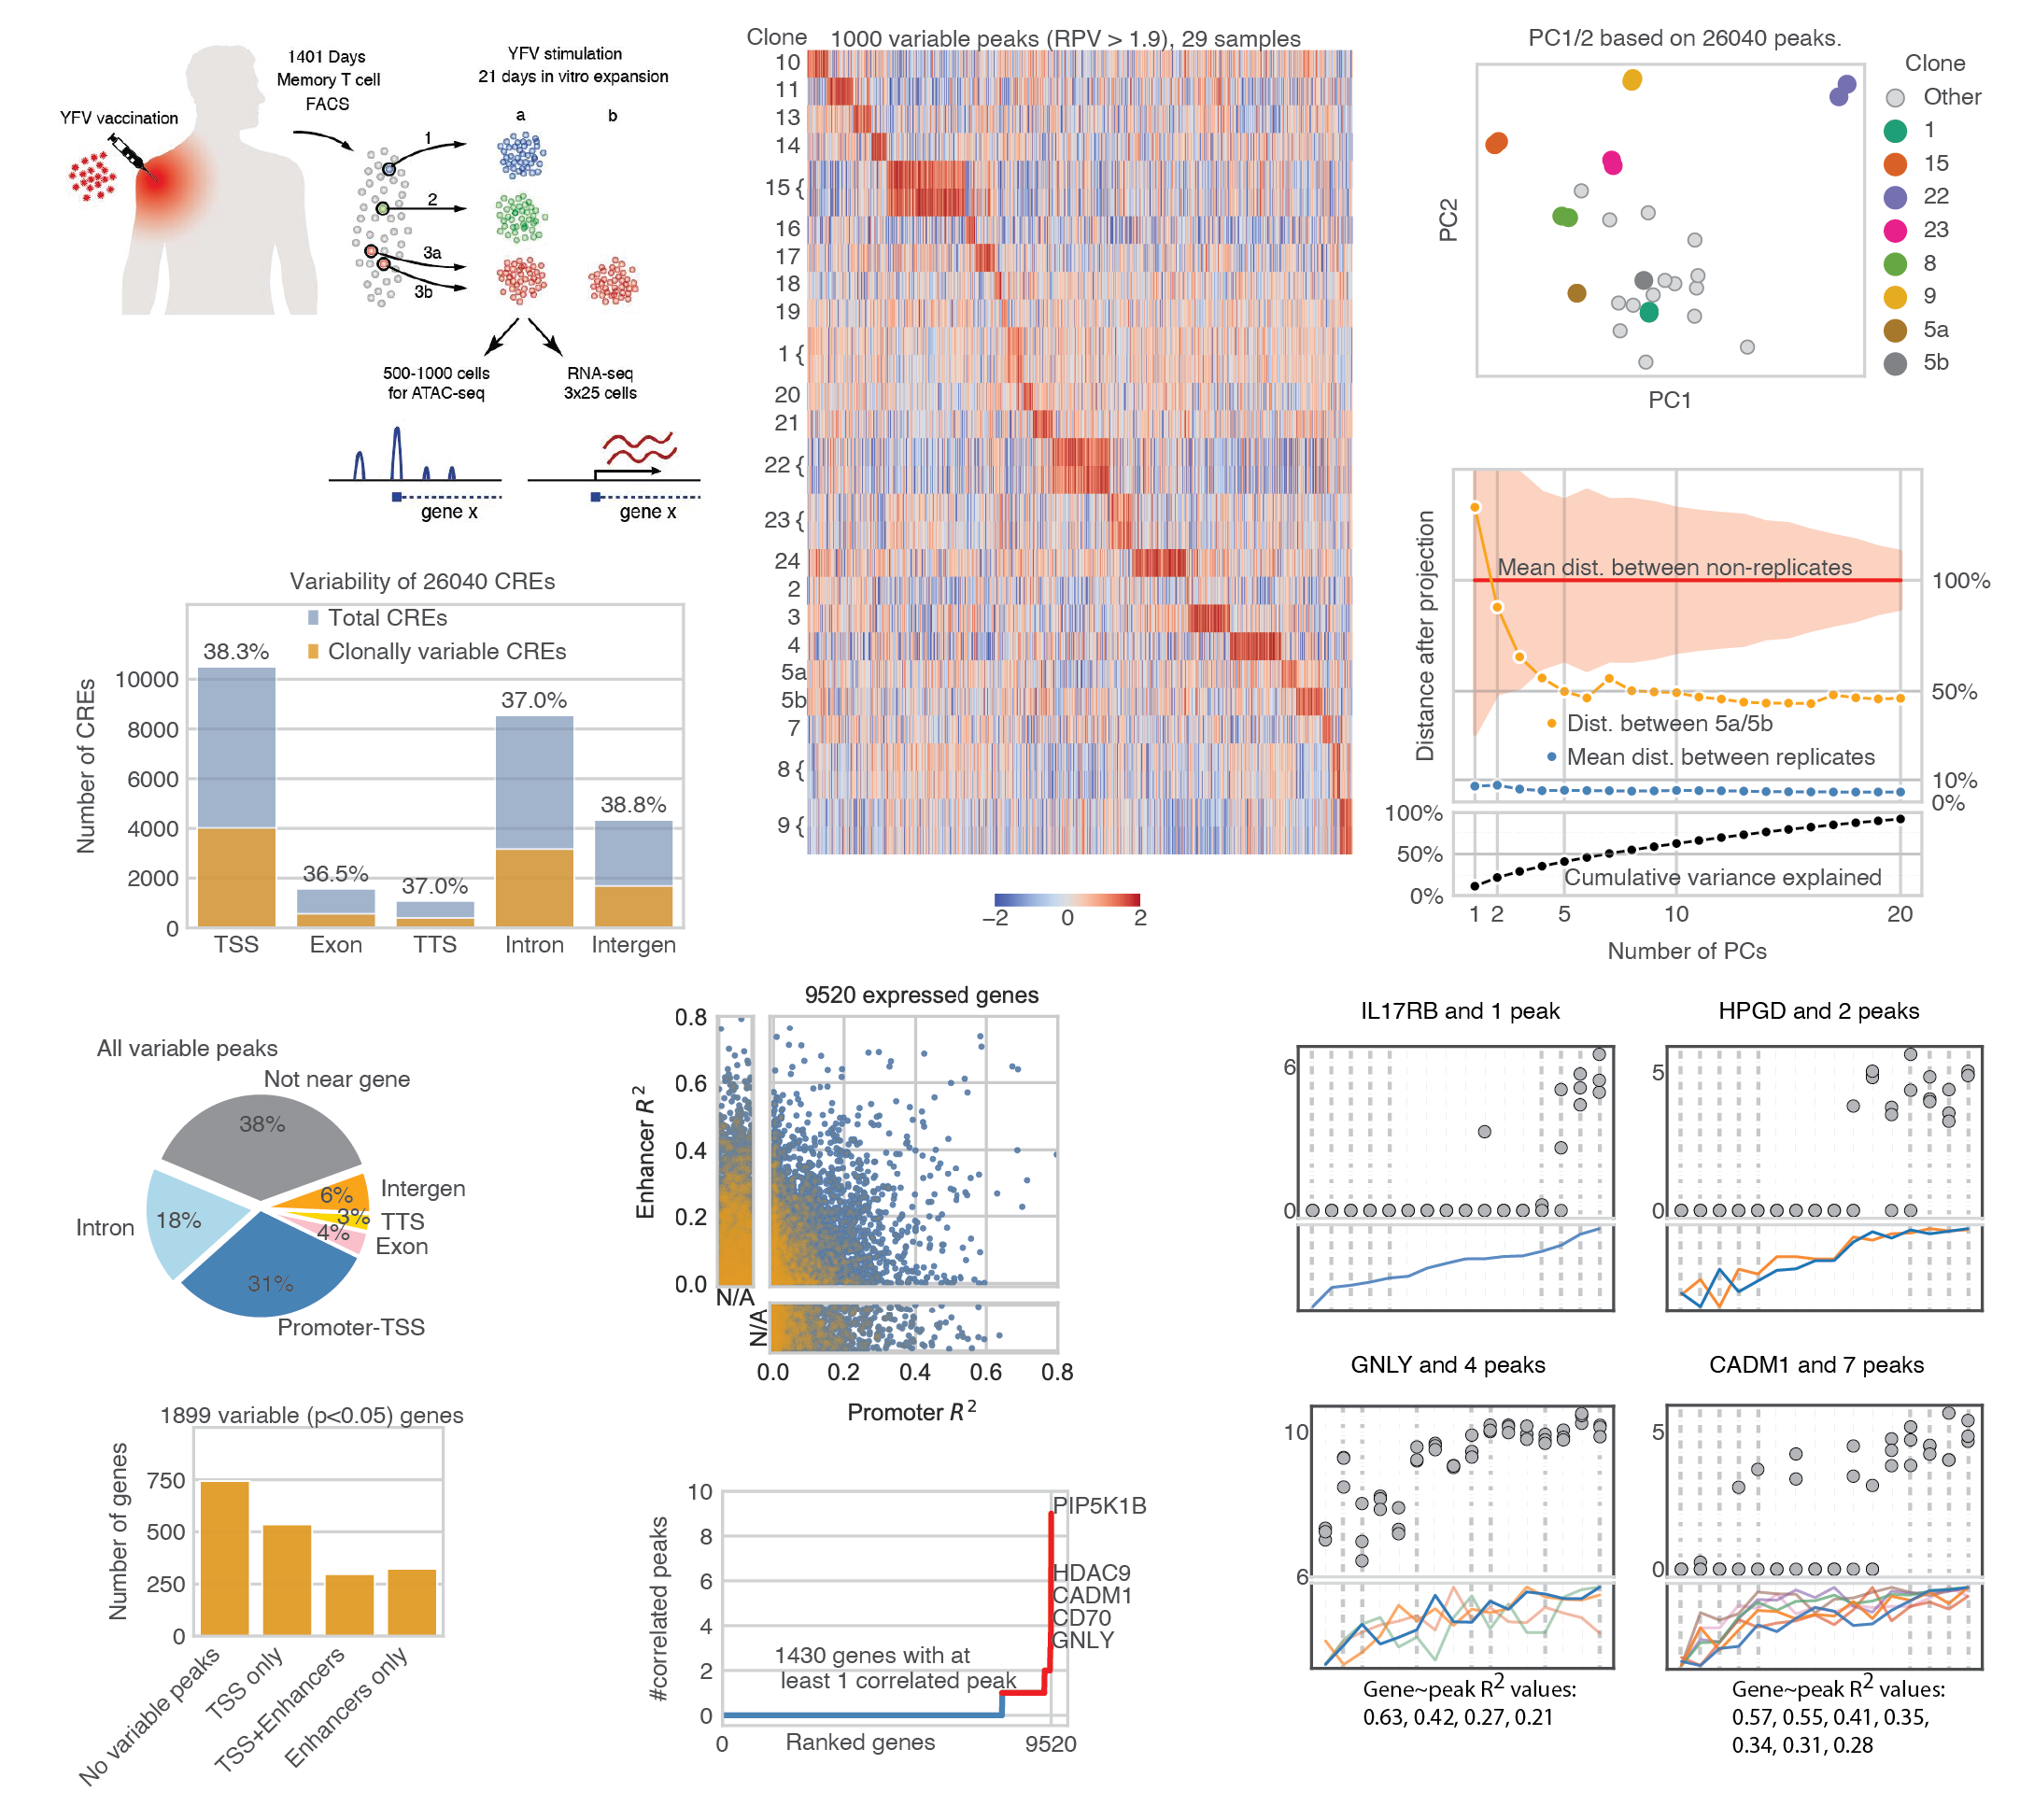 YFV vaccination
1401 Days
Memory T cell
FACS
YFV stimulation
21 days in vitro expansion
a
b
1
2
3a
3b
500-1000 cells
for ATAC-seq
RNA-seq
3x25 cells
gene x
gene x
Clone
1000 variable peaks (RPV > 1.9), 29 samples
10
11
13
14
15 {
16
17
18
19
1 {
20
21
22 {
23 {
24
2
3
4
5a
5b
7
8 {
9 {
−2
0
2
PC1/2 based on 26040 peaks.
PC2
PC1
Clone
Other
1
15
22
23
8
9
5a
5b
Distance after projection
Mean dist. between non-replicates
100%
50%
Dist. between 5a/5b
Mean dist. between replicates
10%
0%
100%
50%
0%
Cumulative variance explained
1
2
5
10
20
Number of PCs
Variability of 26040 CREs
Total CREs
Clonally variable CREs
Number of CREs
10000
8000
6000
4000
2000
0
38.3%
36.5%
37.0%
37.0%
38.8%
TSS
Exon
TTS
Intron
Intergen
All variable peaks
Not near gene
38%
6%
Intergen
3%
TTS
4%
Exon
Intron
18%
31%
Promoter-TSS
9520 expressed genes
Enhancer R²
0.8
0.6
0.4
0.2
0.0
N/A
N/A
0.0
0.2
0.4
0.6
0.8
Promoter R²
IL17RB and 1 peak
6
0
HPGD and 2 peaks
5
0
GNLY and 4 peaks
10
6
Gene~peak R² values:
0.63, 0.42, 0.27, 0.21
CADM1 and 7 peaks
5
0
Gene~peak R² values:
0.57, 0.55, 0.41, 0.35,
0.34, 0.31, 0.28
1899 variable (p<0.05) genes
Number of genes
750
500
250
0
No variable peaks
TSS only
TSS+Enhancers
Enhancers only
#correlated peaks
10
8
6
4
2
0
PIP5K1B
HDAC9
CADM1
CD70
GNLY
1430 genes with at
least 1 correlated peak
0
Ranked genes
9520